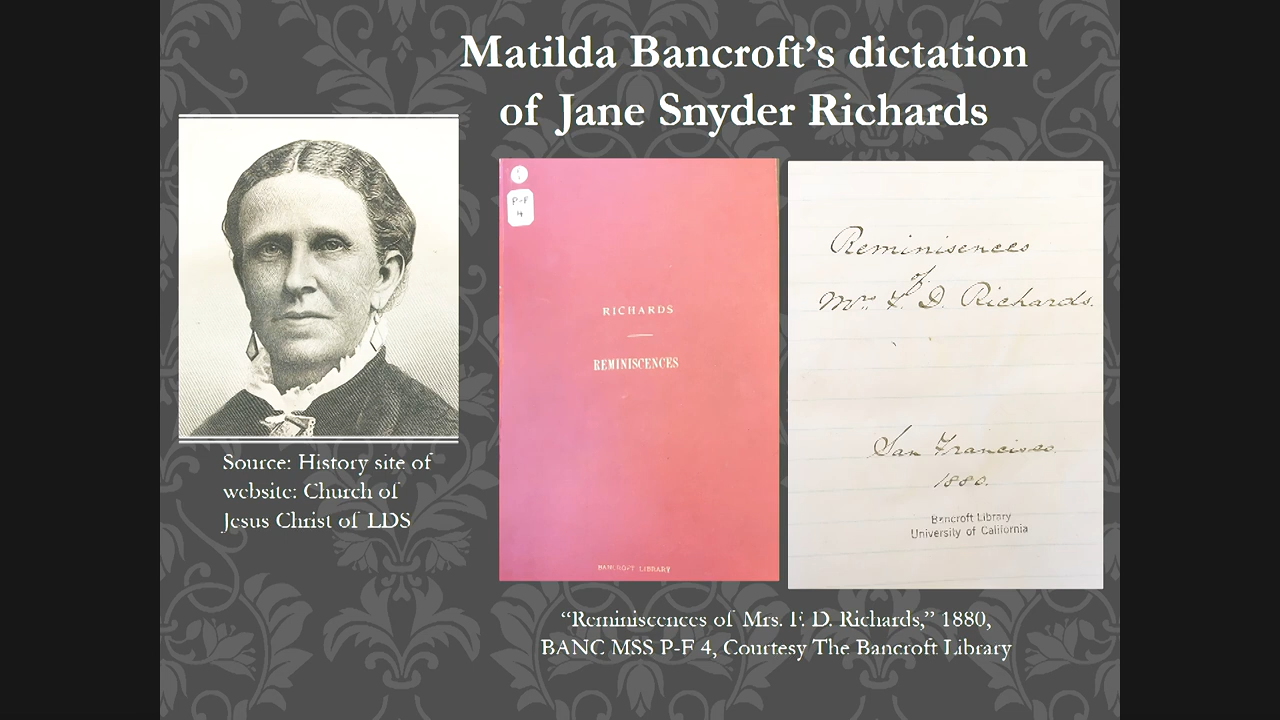 Matilda Bancroft's dictation
of Jane Snyder Richards
Source: History site of
website: Church of
Jesus Christ of LDS
P-F
4
RICHARDS
REMINISCENCES
BANCROFT LIBRARY
Reminisences
of
Mrs. F. D. Richards.
San Francisco.
1880.
Bancroft Library
University of California
“Reminiscences of Mrs. F. D. Richards,” 1880,
BANC MSS P-F 4, Courtesy The Bancroft Library